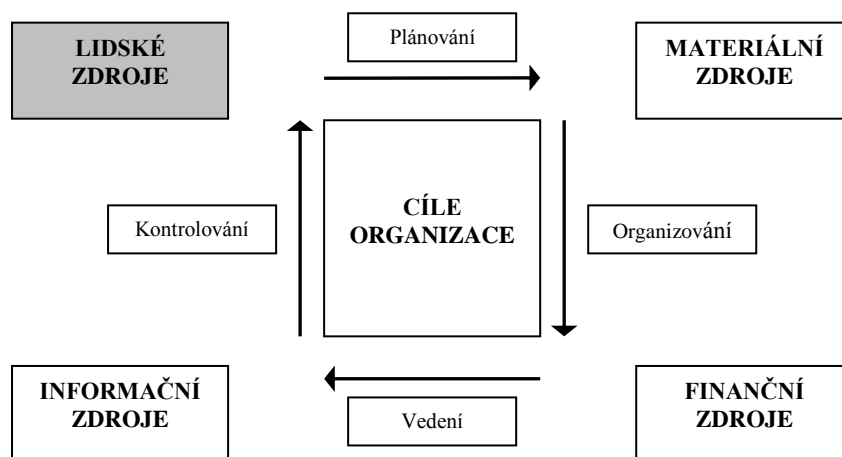 LIDSKÉ
ZDROJE
Plánování
MATERIÁLNÍ
ZDROJE
Kontrolování
CÍLE
ORGANIZACE
Organizování
INFORMAČNÍ
ZDROJE
Vedení
FINANČNÍ
ZDROJE